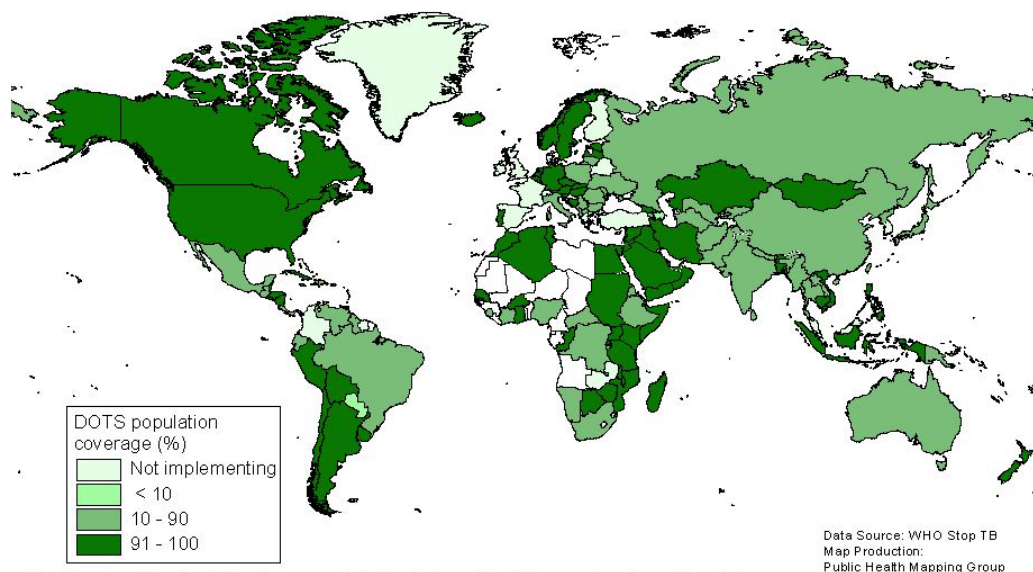 DOTS population
coverage (%)
Not implementing
< 10
10 - 90
91 - 100
Data Source: WHO Stop TB
Map Production:
Public Health Mapping Group